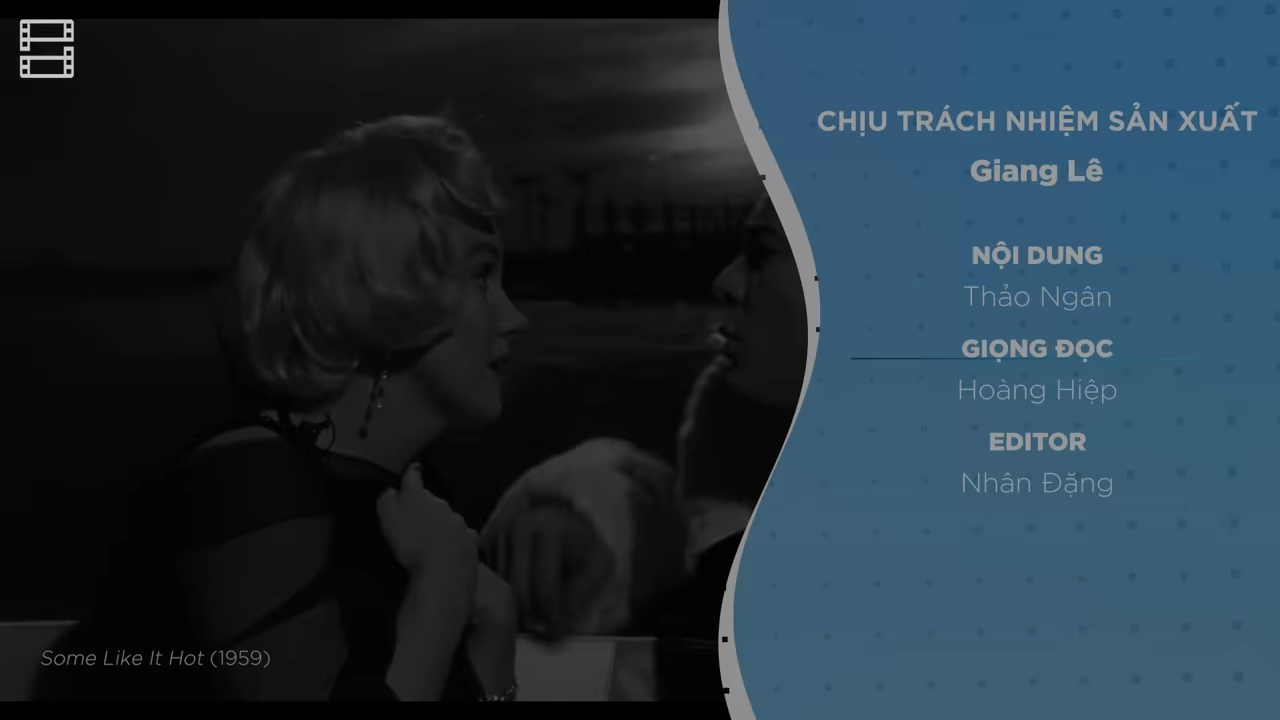 CHỊU TRÁCH NHIỆM SẢN XUẤT
Giang Lê
NỘI DUNG
Thảo Ngân
GIỌNG ĐỌC
Hoàng Hiệp
EDITOR
Nhân Đặng
Some Like It Hot (1959)